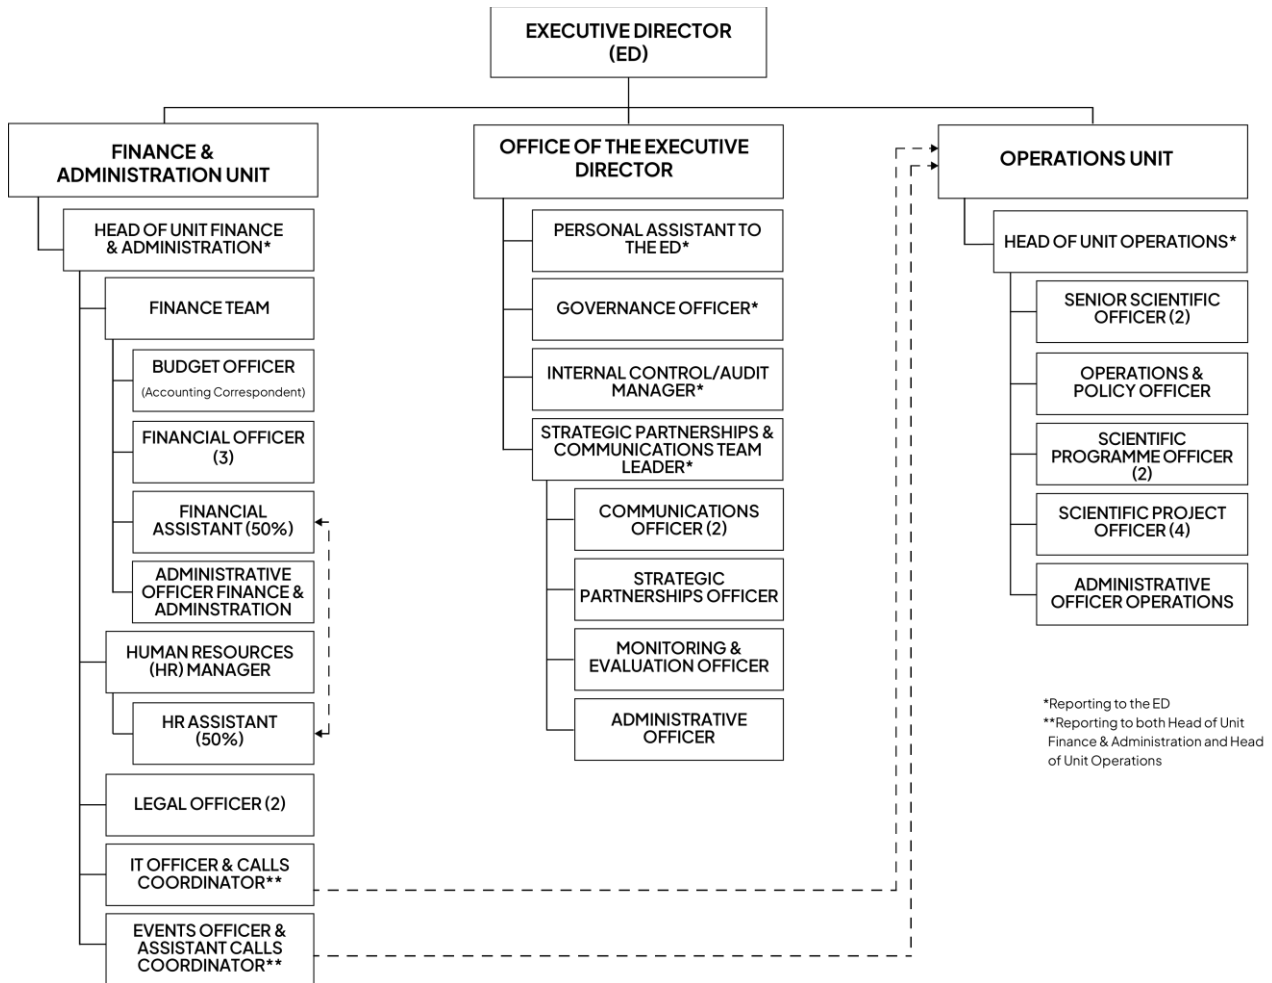 EXECUTIVE DIRECTOR
(ED)
FINANCE &
ADMINISTRATION UNIT
HEAD OF UNIT FINANCE
& ADMINISTRATION*
FINANCE TEAM
BUDGET OFFICER
(Accounting Correspondent)
FINANCIAL OFFICER
(3)
FINANCIAL
ASSISTANT (50%)
ADMINISTRATIVE
OFFICER FINANCE &
ADMINSTRATION
HUMAN RESOURCES
(HR) MANAGER
HR ASSISTANT
(50%)
LEGAL OFFICER (2)
IT OFFICER & CALLS
COORDINATOR**
EVENTS OFFICER &
ASSISTANT CALLS
COORDINATOR**
OFFICE OF THE EXECUTIVE
DIRECTOR
PERSONAL ASSISTANT TO
THE ED*
GOVERNANCE OFFICER*
INTERNAL CONTROL/AUDIT
MANAGER*
STRATEGIC PARTNERSHIPS &
COMMUNICATIONS TEAM
LEADER*
COMMUNICATIONS
OFFICER (2)
STRATEGIC
PARTNERSHIPS OFFICER
MONITORING &
EVALUATION OFFICER
ADMINISTRATIVE
OFFICER
OPERATIONS UNIT
HEAD OF UNIT OPERATIONS*
SENIOR SCIENTIFIC
OFFICER (2)
OPERATIONS &
POLICY OFFICER
SCIENTIFIC
PROGRAMME OFFICER
(2)
SCIENTIFIC PROJECT
OFFICER (4)
ADMINISTRATIVE
OFFICER OPERATIONS
*Reporting to the ED
**Reporting to both Head of Unit
Finance & Administration and Head
of Unit Operations